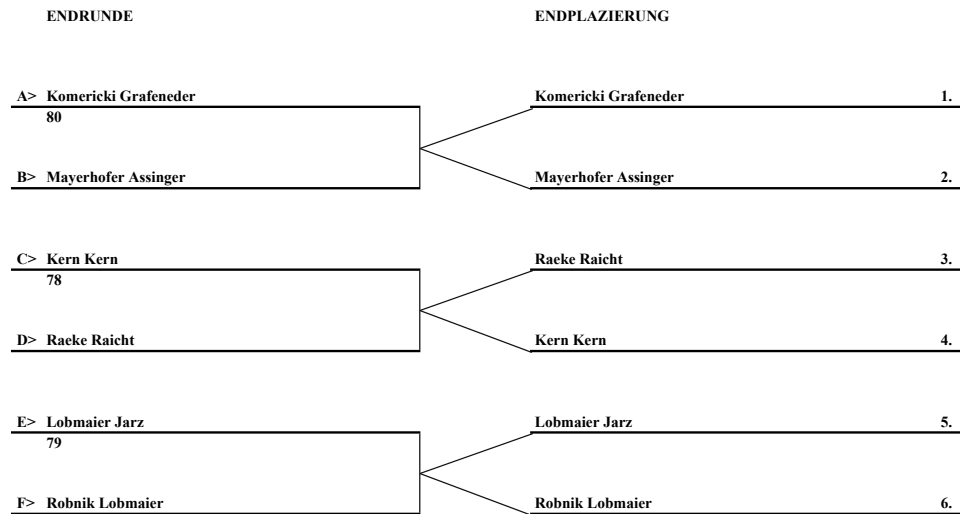 ENDRUNDE ENDPLAZIERUNG
A> Komericki Grafeneder Komericki Grafeneder 1.
80
B> Mayerhofer Assinger Mayerhofer Assinger 2.
C> Kern Kern Raeke Raicht 3.
78
D> Raeke Raicht Kern Kern 4.
E> Lobmaier Jarz Lobmaier Jarz 5.
79
F> Robnik Lobmaier Robnik Lobmaier 6.